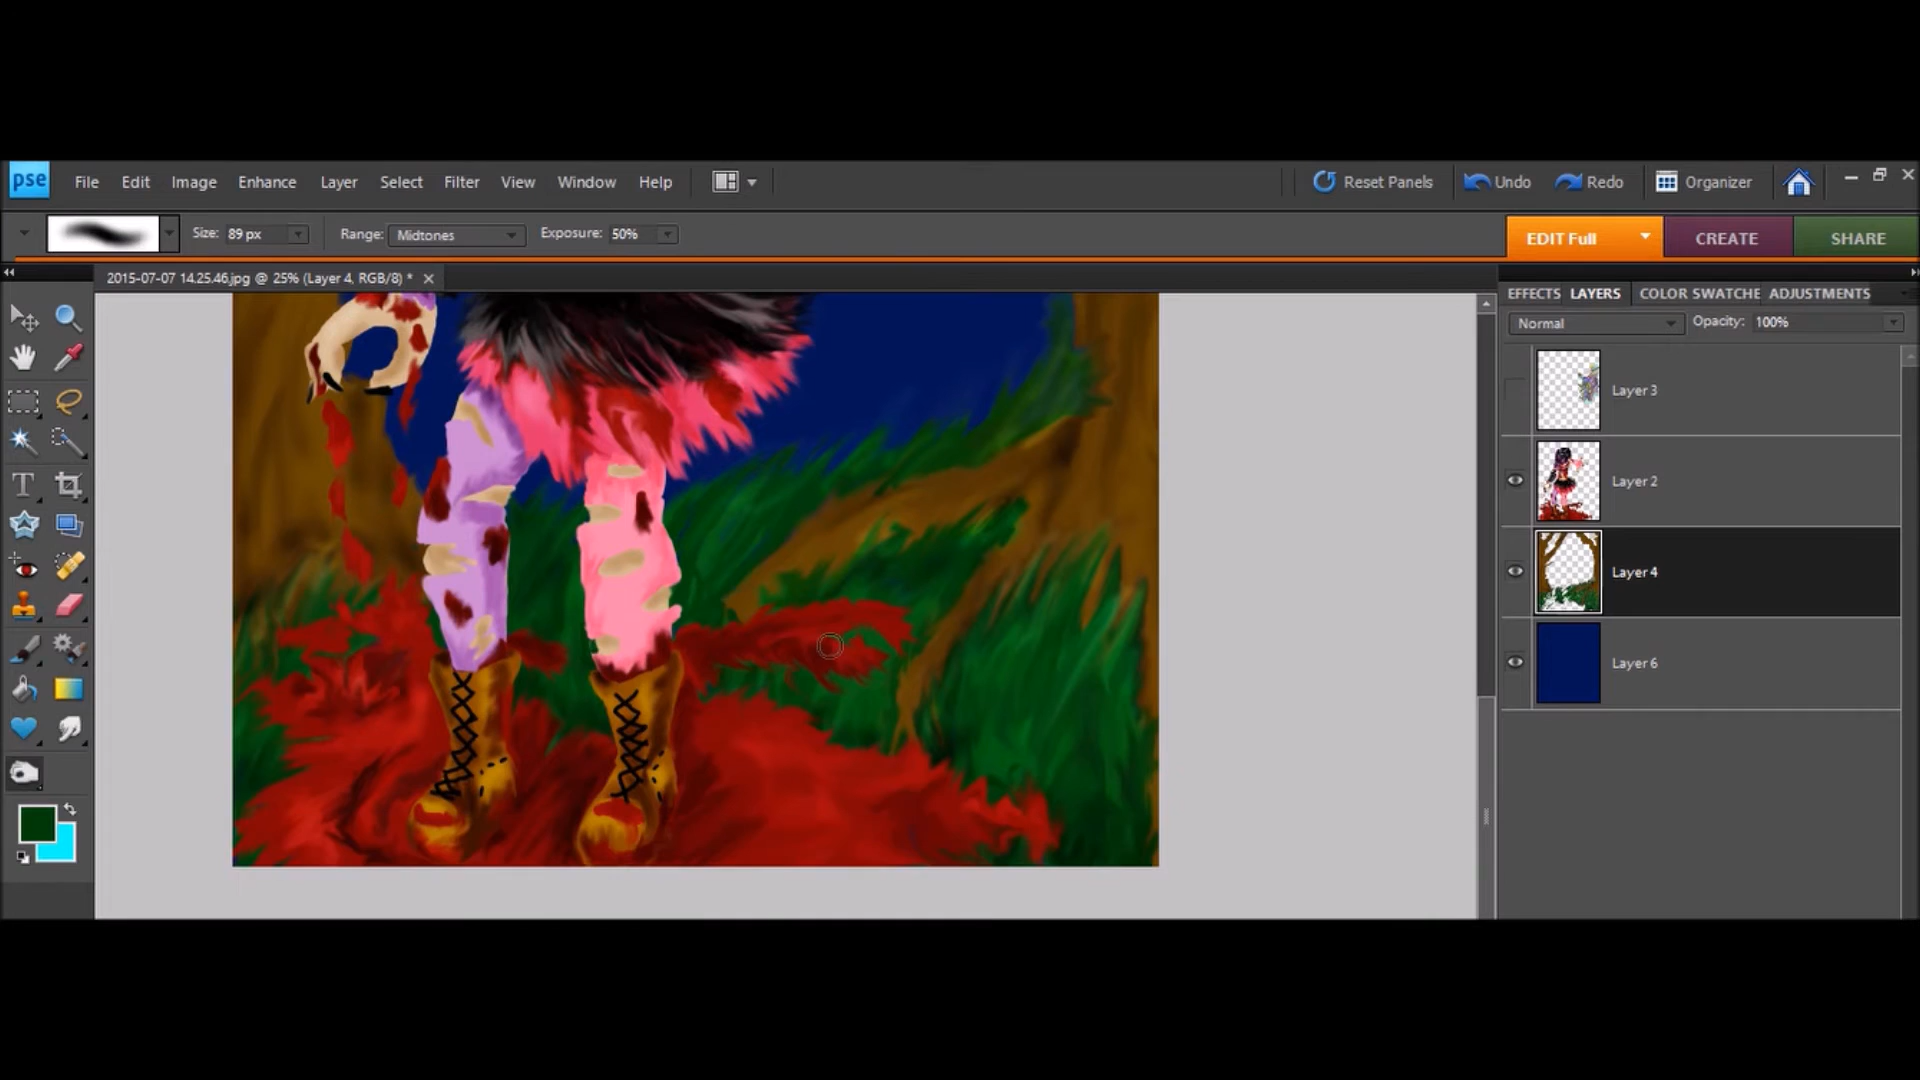 pse File Edit Image Enhance Layer Select Filter View Window Help Reset Panels Undo Redo Organizer
Size: 89 px Range: Midtones Exposure: 50% EDIT Full CREATE SHARE
2015-07-07 14.25.46.jpg @ 25% (Layer 4, RGB/8) *
EFFECTS LAYERS COLOR SWATCHE ADJUSTMENTS
Normal Opacity: 100%
Layer 3
Layer 2
Layer 4
Layer 6